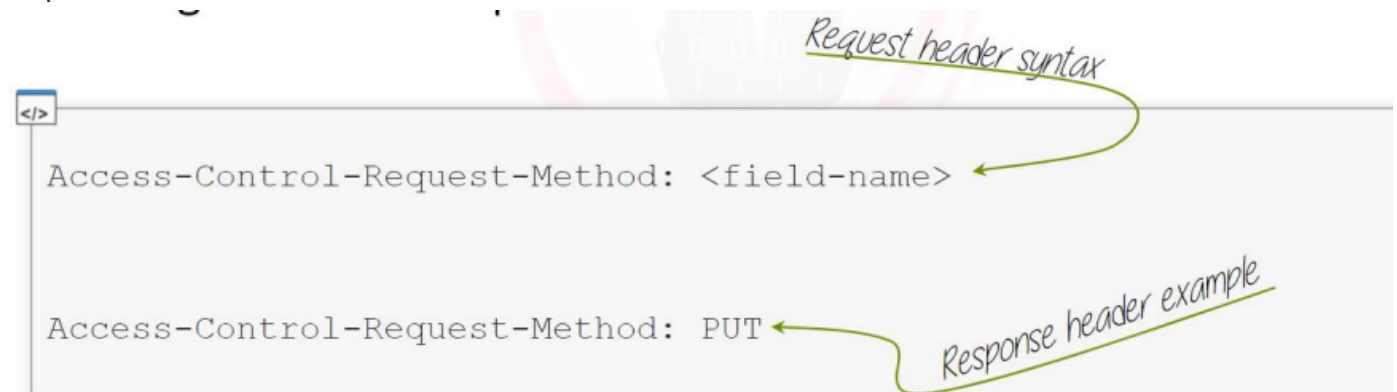 Request header syntax
</>
Access-Control-Request-Method: <field-name>
Access-Control-Request-Method: PUT
Response header example